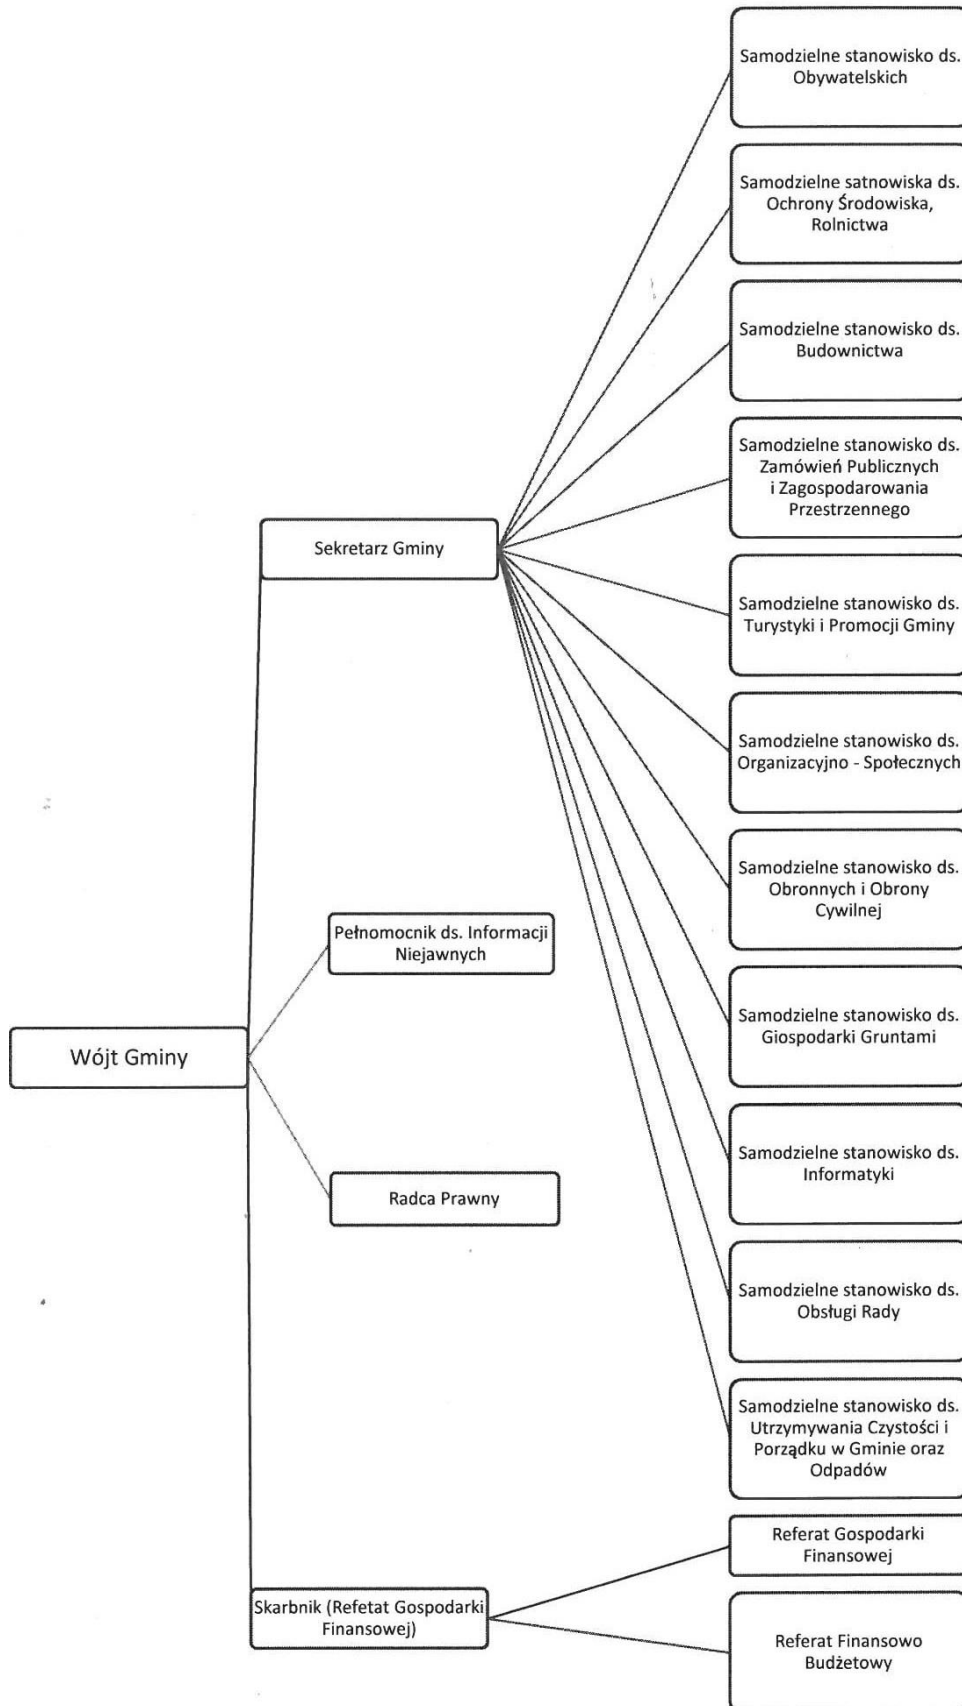 Samodzielne stanowisko ds.
Obywatelskich
Samodzielne satnowiska ds.
Ochrony Środowiska,
Rolnictwa
Samodzielne stanowisko ds.
Budownictwa
Samodzielne stanowisko ds.
Zamówień Publicznych
i Zagospodarowania
Przestrzennego
Sekretarz Gminy
Samodzielne stanowisko ds.
Turystyki i Promocji Gminy
Samodzielne stanowisko ds.
Organizacyjno - Społecznych
Samodzielne stanowisko ds.
Obronnych i Obrony
Cywilnej
Pełnomocnik ds. Informacji
Niejawnych
Samodzielne stanowisko ds.
Giospodarki Gruntami
Wójt Gminy
Samodzielne stanowisko ds.
Informatyki
Radca Prawny
Samodzielne stanowisko ds.
Obsługi Rady
Samodzielne stanowisko ds.
Utrzymywania Czystości i
Porządku w Gminie oraz
Odpadów
Referat Gospodarki
Finansowej
Skarbnik (Refetat Gospodarki
Finansowej)
Referat Finansowo
Budżetowy